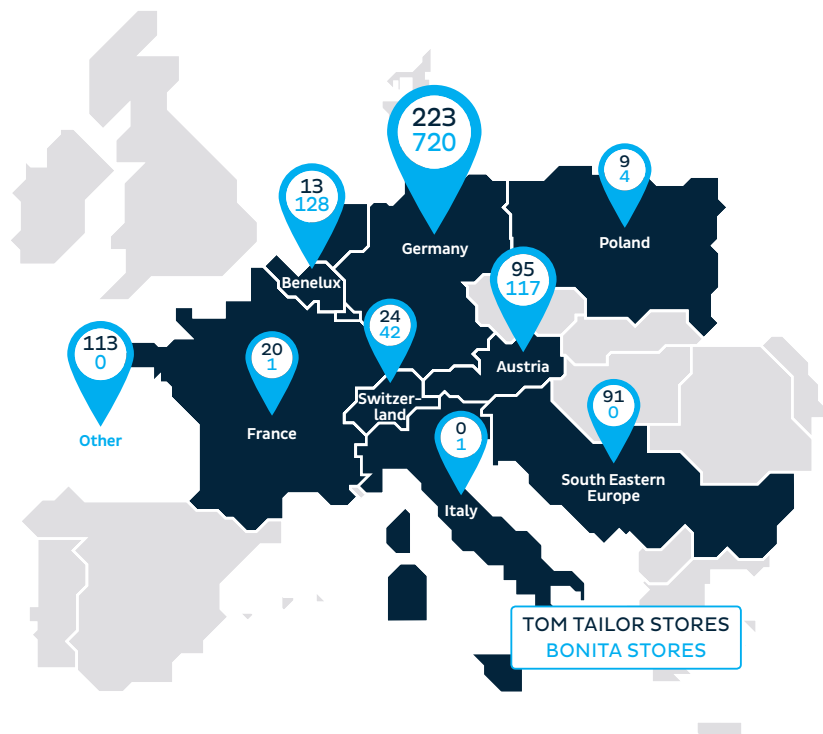 223
720
Germany
9
4
Poland
13
128
Benelux
95
117
Austria
24
42
Switzer-
land
113
0
Other
20
1
France
91
0
South Eastern
Europe
0
1
Italy
TOM TAILOR STORES
BONITA STORES